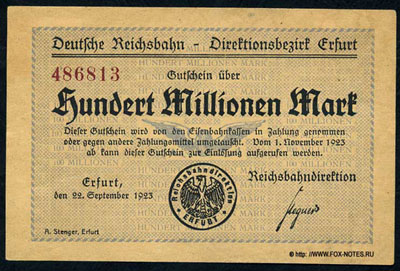 Deutsche Reichsbahn - Direktionsbezirk Erfurt
486813
Gutschein über
Hundert Millionen Mark
Dieser Gutschein wird von den Eisenbahnkassen in Zahlung genommen
oder gegen andere Zahlungsmittel umgetauscht. Vom 1. November 1923
ab kann dieser Gutschein zur Einlösung aufgerufen werden.
Erfurt,
den 22. September 1923
Reichsbahndirektion
ERFURT
Reichsbahndirektion
A. Stenger, Erfurt
© http://www.FOX-NOTES.RU